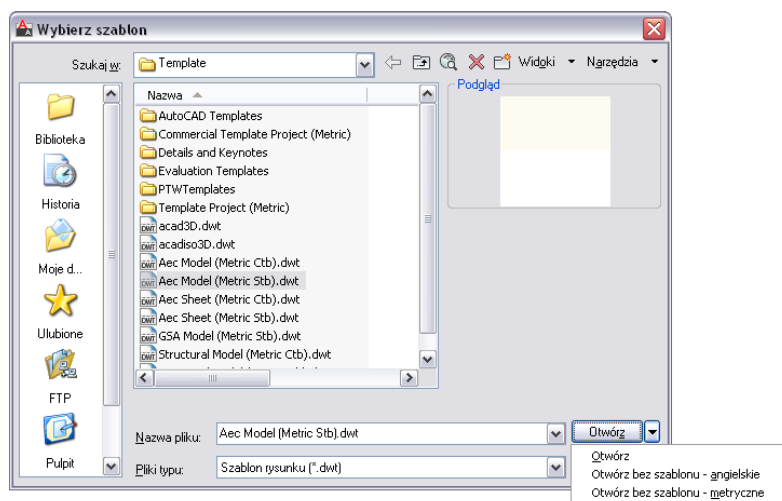 Wybierz szablon
Szukaj w: Template Widoki Narzędzia
Nazwa Podgląd
AutoCAD Templates
Commercial Template Project (Metric)
Details and Keynotes
Evaluation Templates
PTWTemplates
Template Project (Metric)
acad3D.dwt
acadiso3D.dwt
Aec Model (Metric Ctb).dwt
Aec Model (Metric Stb).dwt
Aec Sheet (Metric Ctb).dwt
Aec Sheet (Metric Stb).dwt
GSA Model (Metric Stb).dwt
Structural Model (Metric Ctb).dwt
Biblioteka
Historia
Moje d...
Ulubione
FTP
Pulpit
Nazwa pliku: Aec Model (Metric Stb).dwt Otwórz
Pliki typu: Szablon rysunku (*.dwt)
Otwórz
Otwórz bez szablonu - angielskie
Otwórz bez szablonu - metryczne